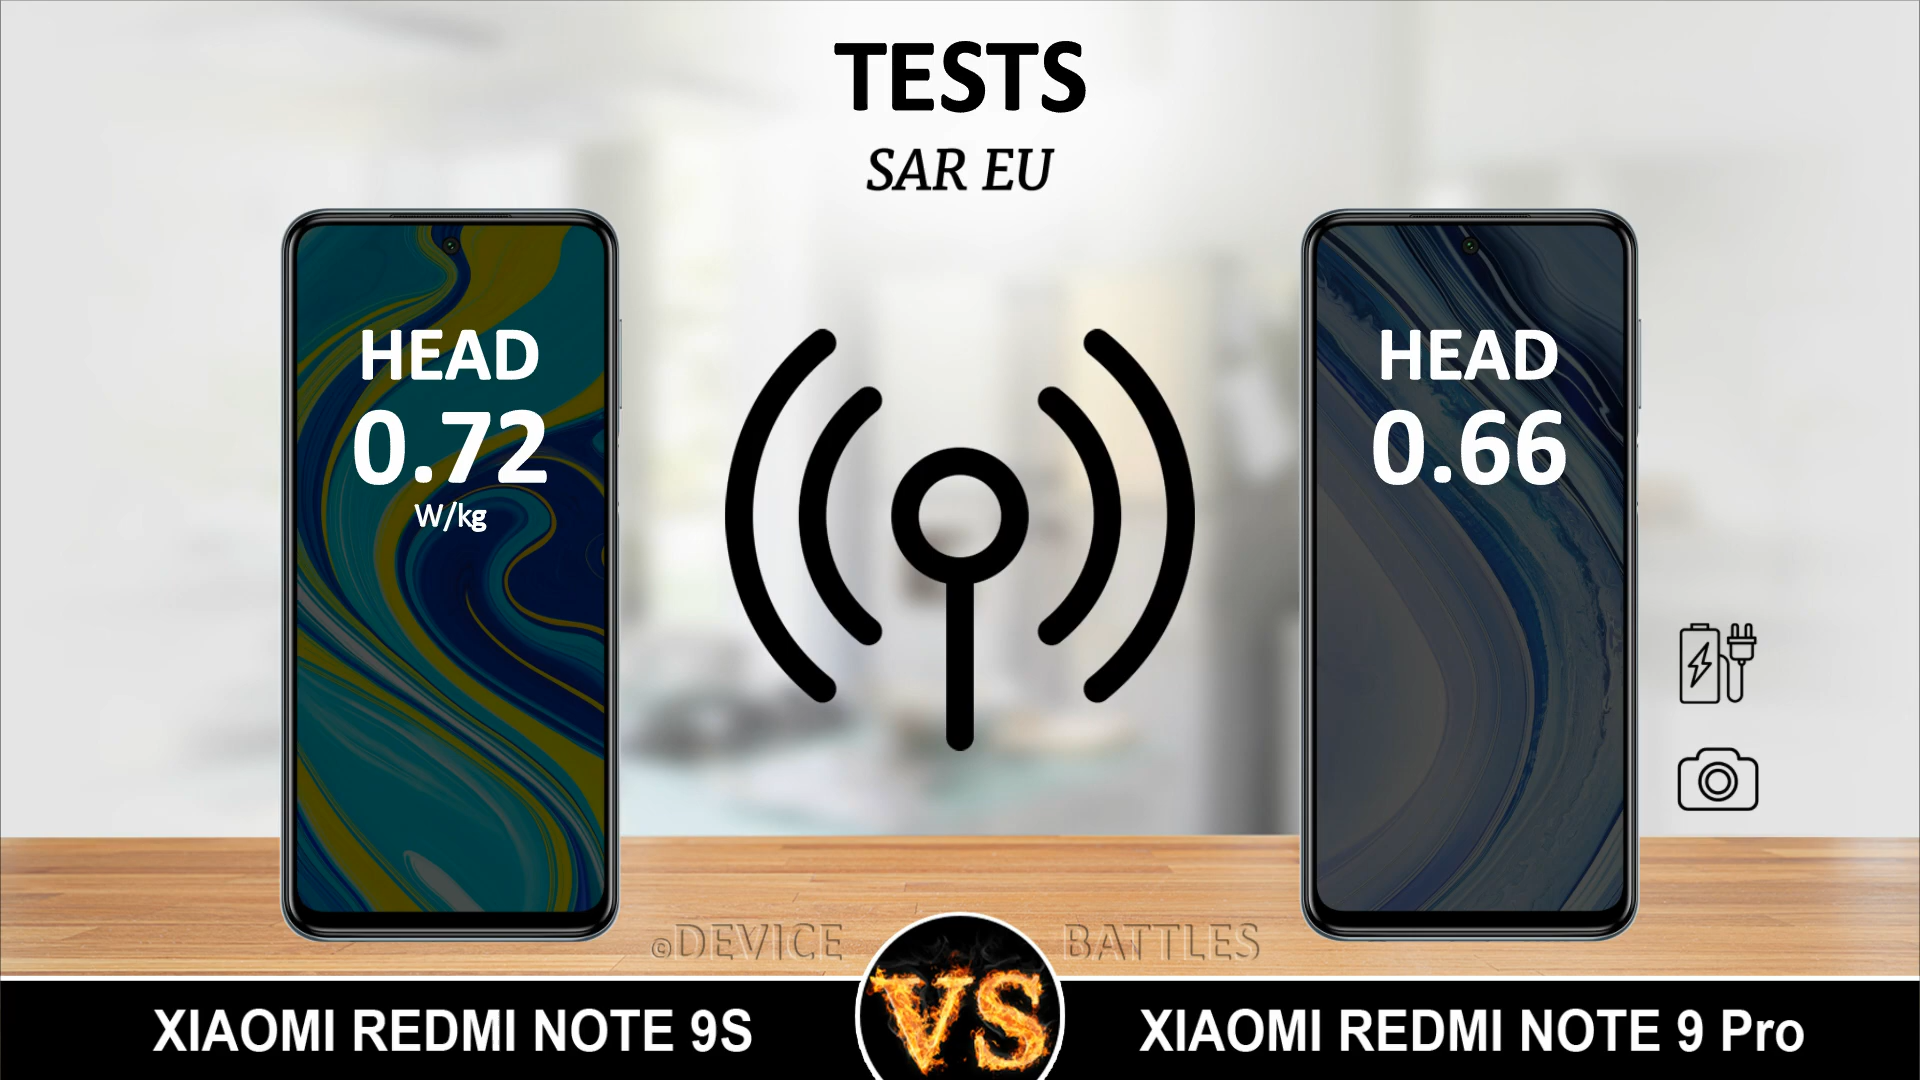 TESTS
SAR EU
HEAD
0.72
W/kg
HEAD
0.66
©DEVICE BATTLES
XIAOMI REDMI NOTE 9S
VS
XIAOMI REDMI NOTE 9 Pro